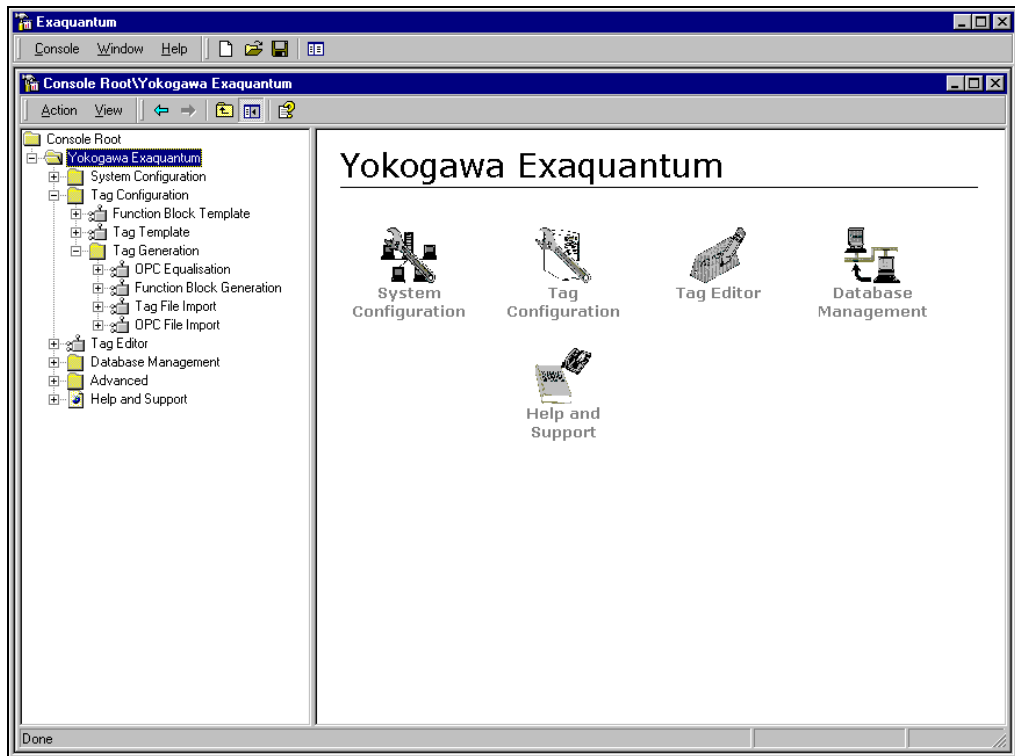 Exaquantum
Console Window Help
Console Root\Yokogawa Exaquantum
Action View
Console Root
Yokogawa Exaquantum
System Configuration
Tag Configuration
Function Block Template
Tag Template
Tag Generation
OPC Equalisation
Function Block Generation
Tag File Import
OPC File Import
Tag Editor
Database Management
Advanced
Help and Support
Yokogawa Exaquantum
System
Configuration
Tag
Configuration
Tag Editor
Database
Management
Help and
Support
Done